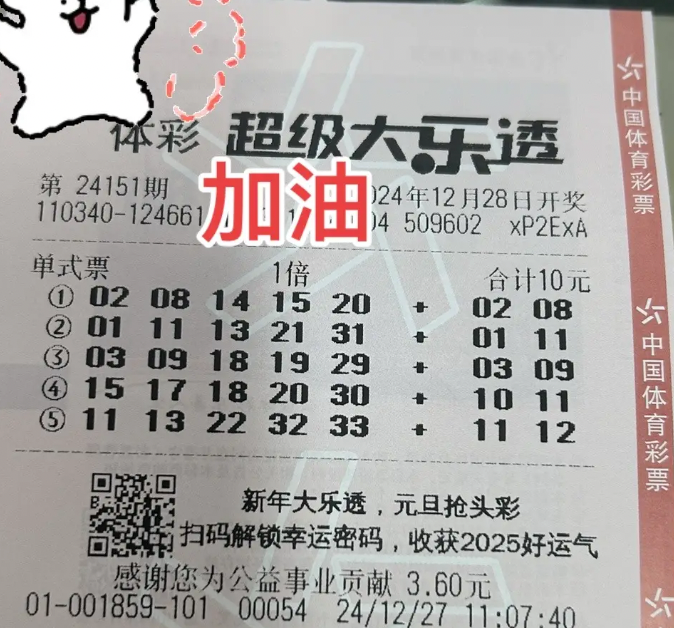 体彩 超级大乐透
加油
第 24151期 024年12月28日开奖
110340-124661 04 509602 xP2ExA
单式票 1倍 合计10元
① 02 08 14 15 20 + 02 08
② 01 11 13 21 31 + 01 11
③ 03 09 18 19 29 + 03 09
④ 15 17 18 20 30 + 10 11
⑤ 11 13 22 32 33 + 11 12
新年大乐透，元旦抢头彩
扫码解锁幸运密码，收获2025好运气
感谢您为公益事业贡献 3.60元
01-001859-101 00054 24/12/27 11:07:40
中国体育彩票
中国体育彩票